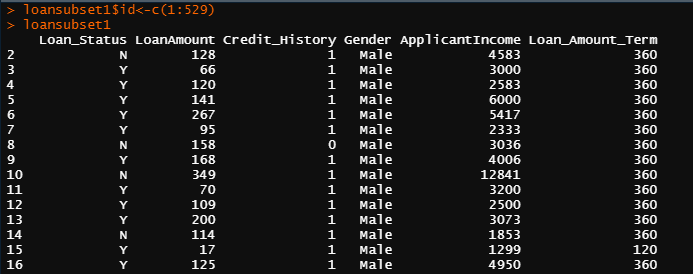 > loansubset1$id<-c(1:529)
> loansubset1
Loan_Status LoanAmount Credit_History Gender ApplicantIncome Loan_Amount_Term
2 N 128 1 Male 4583 360
3 Y 66 1 Male 3000 360
4 Y 120 1 Male 2583 360
5 Y 141 1 Male 6000 360
6 Y 267 1 Male 5417 360
7 Y 95 1 Male 2333 360
8 N 158 0 Male 3036 360
9 Y 168 1 Male 4006 360
10 N 349 1 Male 12841 360
11 Y 70 1 Male 3200 360
12 Y 109 1 Male 2500 360
13 Y 200 1 Male 3073 360
14 N 114 1 Male 1853 360
15 Y 17 1 Male 1299 120
16 Y 125 1 Male 4950 360